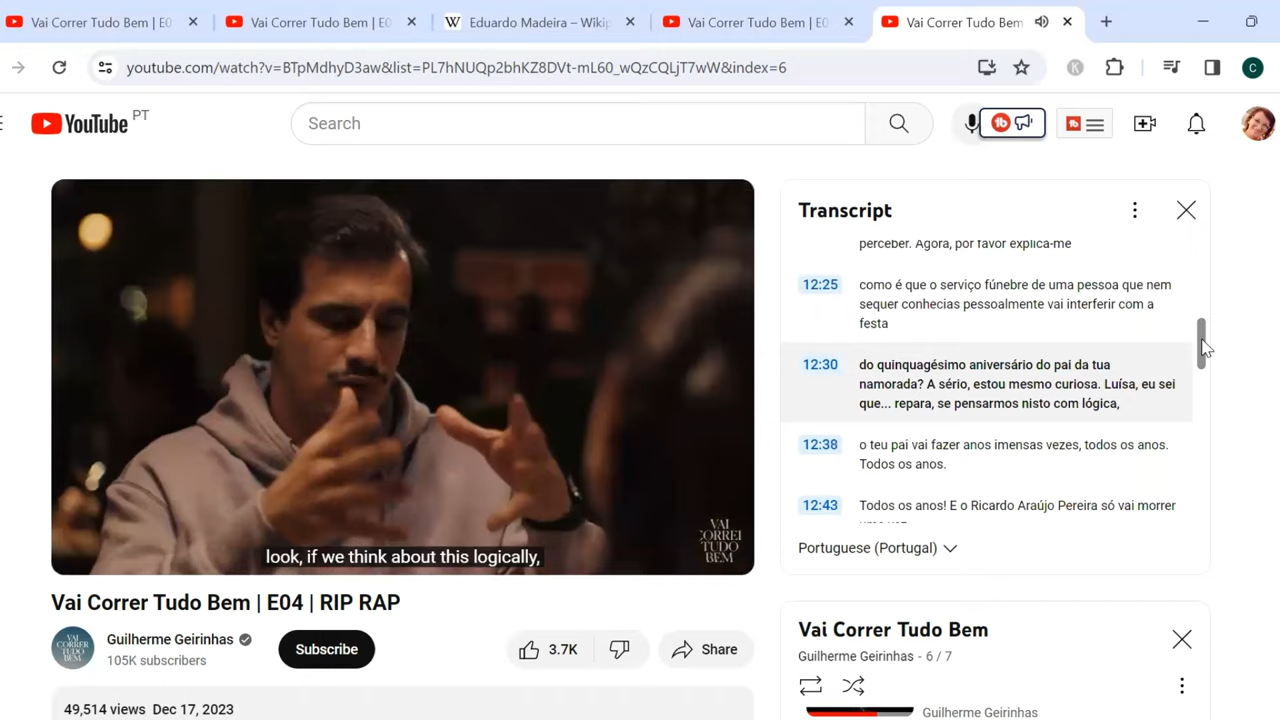 Vai Correr Tudo Bem | E0
Vai Correr Tudo Bem | E0
Eduardo Madeira – Wikip
Vai Correr Tudo Bem | E0
Vai Correr Tudo Bem
youtube.com/watch?v=BTpMdhyD3aw&list=PL7hNUQp2bhKZ8DVt-mL60_wQzCQLjT7wW&index=6
YouTube PT
Search
Transcript
perceber. Agora, por favor explica-me
12:25
como é que o serviço fúnebre de uma pessoa que nem
sequer conhecias pessoalmente vai interferir com a
festa
12:30
do quinquagésimo aniversário do pai da tua
namorada? A sério, estou mesmo curiosa. Luísa, eu sei
que... repara, se pensarmos nisto com lógica,
12:38
o teu pai vai fazer anos imensas vezes, todos os anos.
Todos os anos.
12:43
Todos os anos! E o Ricardo Araújo Pereira só vai morrer
Portuguese (Portugal)
look, if we think about this logically,
VAI
CORRER
TUDO
BEM
Vai Correr Tudo Bem | E04 | RIP RAP
VAI
CORRER
TUDO
BEM
Guilherme Geirinhas
105K subscribers
Subscribe
3.7K
Share
49,514 views Dec 17, 2023
Vai Correr Tudo Bem
Guilherme Geirinhas - 6 / 7
Guilherme Geirinhas
C
K